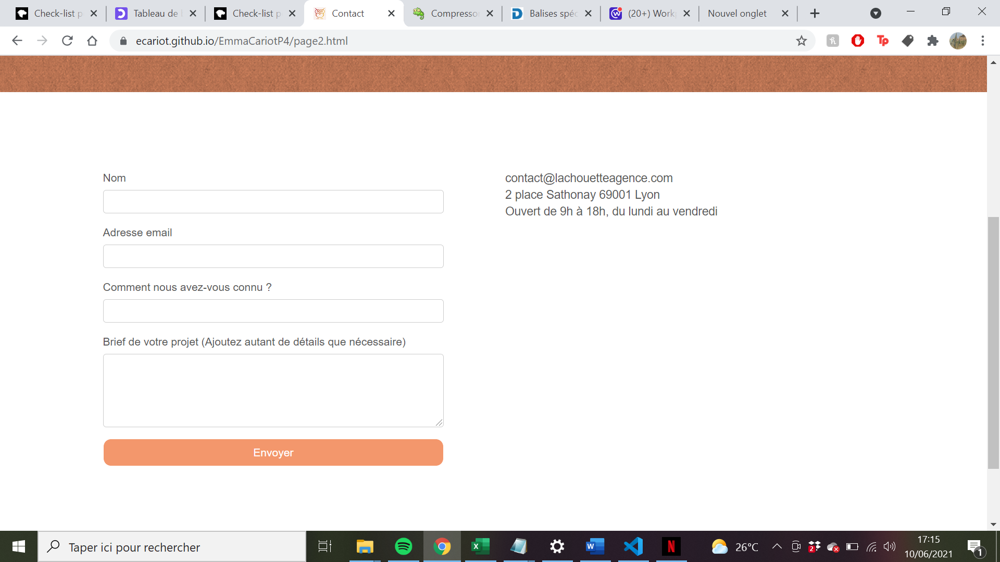 Check-list p
Tableau de
Check-list p
Contact
Compresso
Balises spéc
(20+) Work
Nouvel onglet
ecariot.github.io/EmmaCariotP4/page2.html
Nom
Adresse email
Comment nous avez-vous connu ?
Brief de votre projet (Ajoutez autant de détails que nécessaire)
Envoyer
contact@lachouetteagence.com
2 place Sathonay 69001 Lyon
Ouvert de 9h à 18h, du lundi au vendredi
Taper ici pour rechercher
26°C
17:15
10/06/2021
1